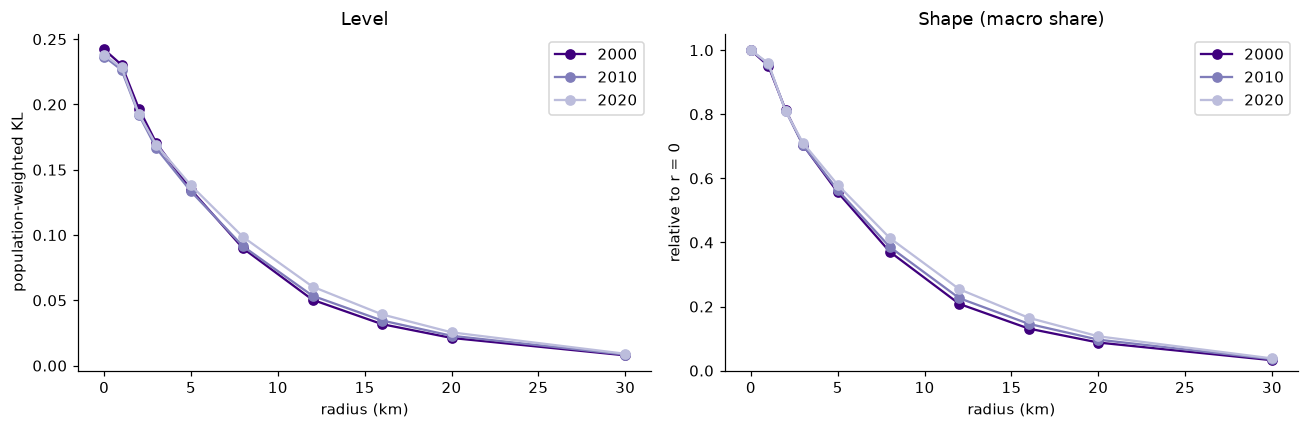 Level
population-weighted KL
0.25
0.20
0.15
0.10
0.05
0.00
2000
2010
2020
0 5 10 15 20 25 30
radius (km)
Shape (macro share)
relative to r = 0
1.0
0.8
0.6
0.4
0.2
0.0
2000
2010
2020
0 5 10 15 20 25 30
radius (km)